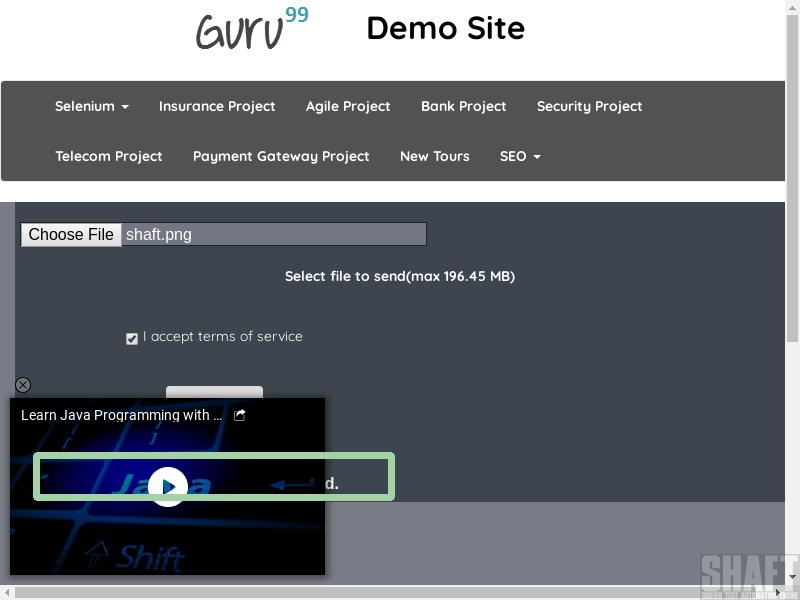 Guru99
Demo Site
Selenium
Insurance Project
Agile Project
Bank Project
Security Project
Telecom Project
Payment Gateway Project
New Tours
SEO
Choose File
shaft.png
Select file to send(max 196.45 MB)
I accept terms of service
Learn Java Programming with ...
Java
d.
Shift
SHAFT